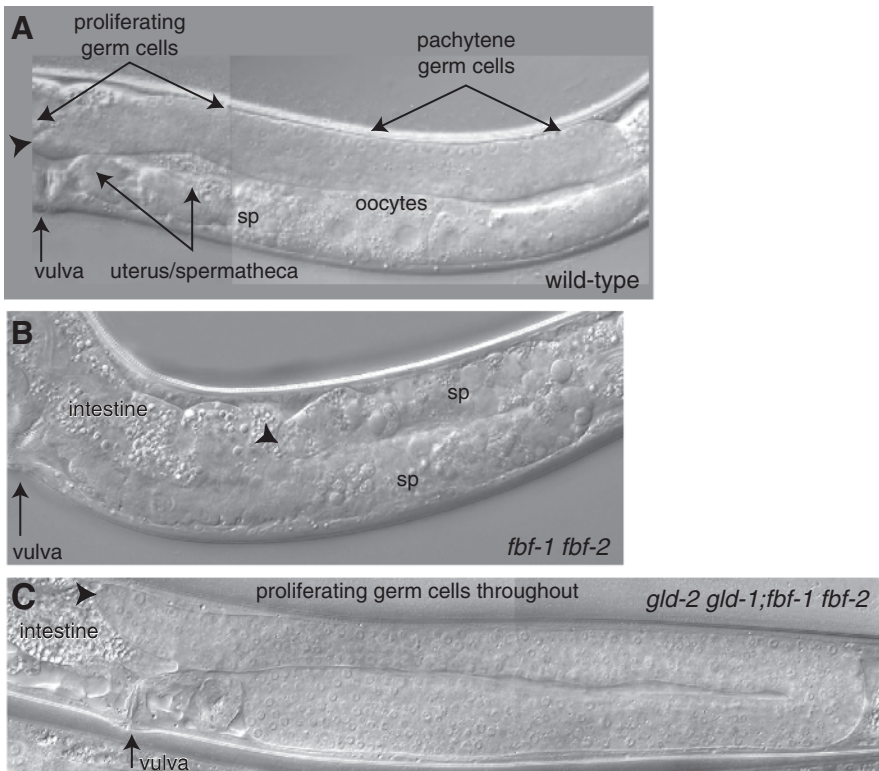 A
proliferating
germ cells
pachytene
germ cells
oocytes
sp
vulva
uterus/spermatheca
wild-type
B
intestine
sp
sp
vulva
fbf-1 fbf-2
C
proliferating germ cells throughout
gld-2 gld-1;fbf-1 fbf-2
intestine
vulva